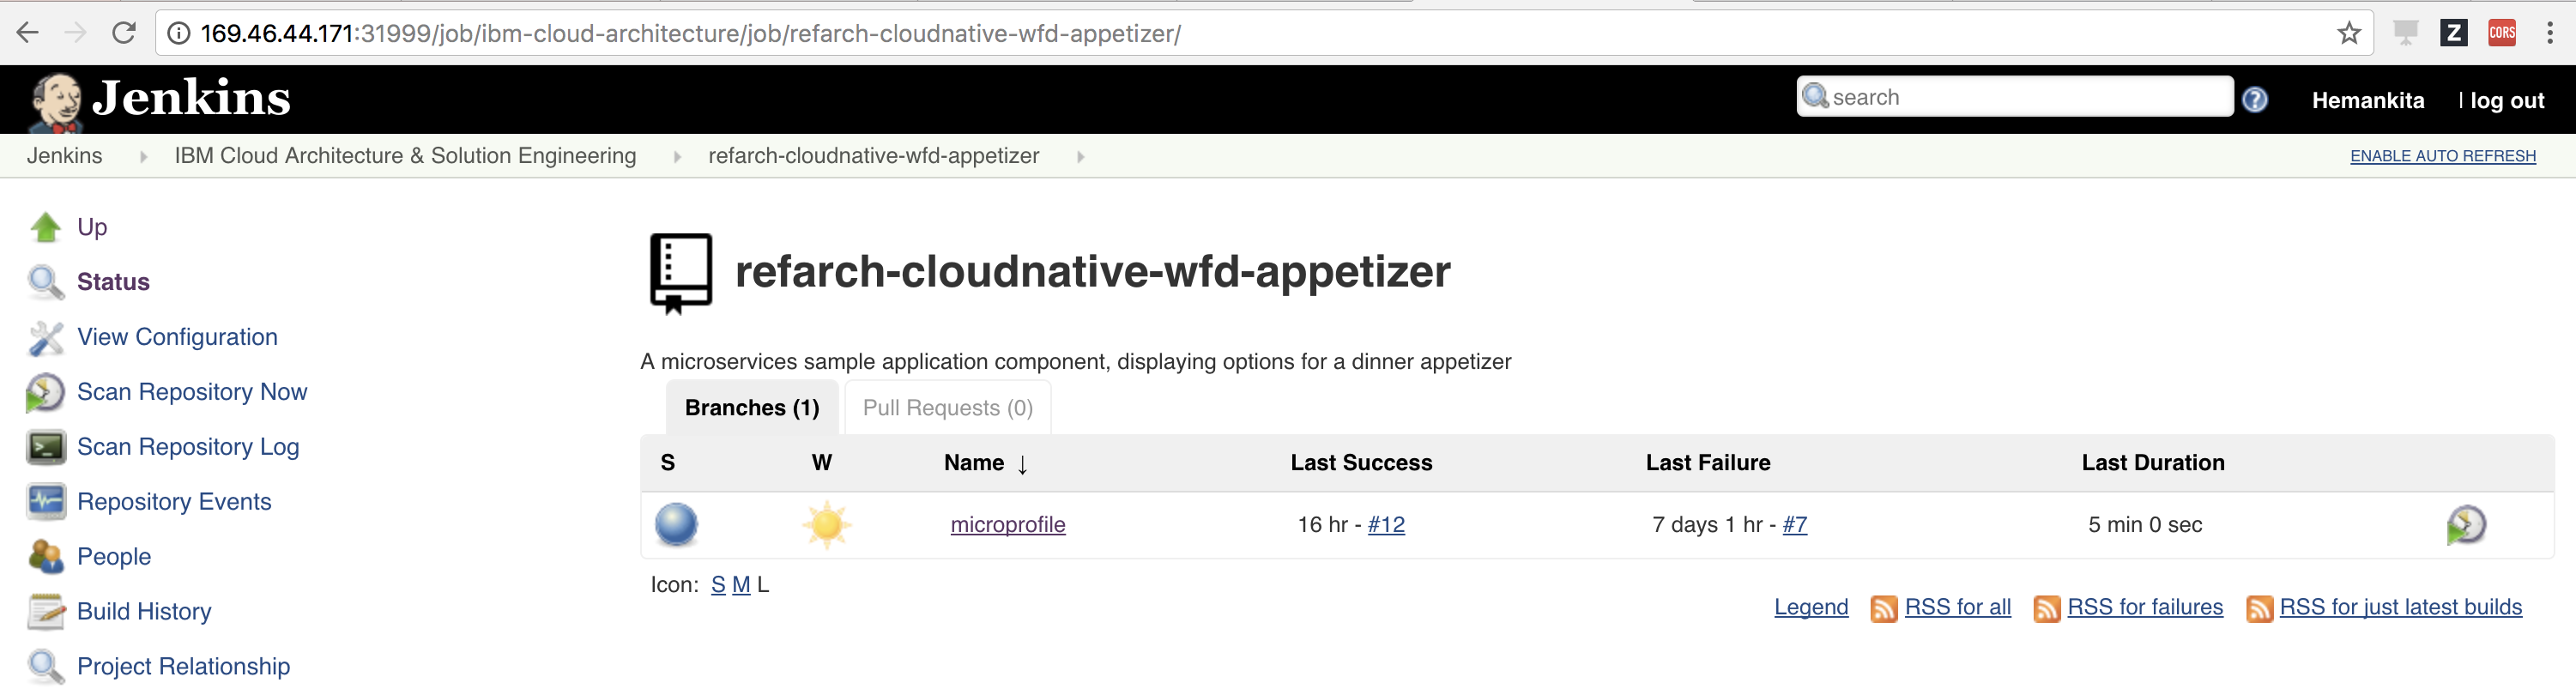 169.46.44.171:31999/job/ibm-cloud-architecture/job/refarch-cloudnative-wfd-appetizer/
Z CORS
Jenkins search ? Hemankita | log out
Jenkins IBM Cloud Architecture & Solution Engineering refarch-cloudnative-wfd-appetizer ENABLE AUTO REFRESH
Up
Status
View Configuration
Scan Repository Now
Scan Repository Log
Repository Events
People
Build History
Project Relationship
refarch-cloudnative-wfd-appetizer
A microservices sample application component, displaying options for a dinner appetizer
Branches (1) Pull Requests (0)
S W Name ↓ Last Success Last Failure Last Duration
microprofile 16 hr - #12 7 days 1 hr - #7 5 min 0 sec
Icon: S M L
Legend RSS for all RSS for failures RSS for just latest builds